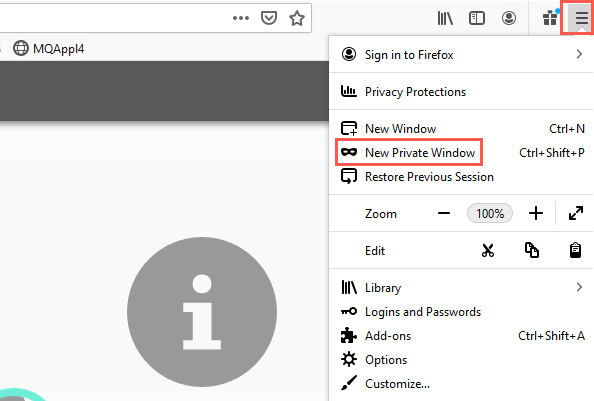 MQAppl4
Sign in to Firefox
Privacy Protections
New Window Ctrl+N
New Private Window Ctrl+Shift+P
Restore Previous Session
Zoom 100%
Edit
Library
Logins and Passwords
Add-ons Ctrl+Shift+A
Options
Customize...